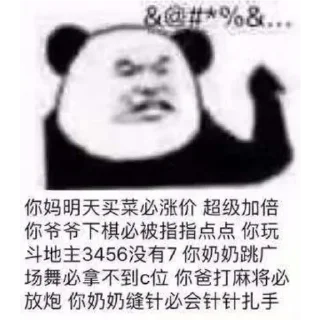 &@#*%&...
你妈明天买菜必涨价 超级加倍
你爷爷下棋必被指指点点 你玩
斗地主3456没有7 你奶奶跳广
场舞必拿不到c位 你爸打麻将必
放炮 你奶奶缝针必会针针扎手